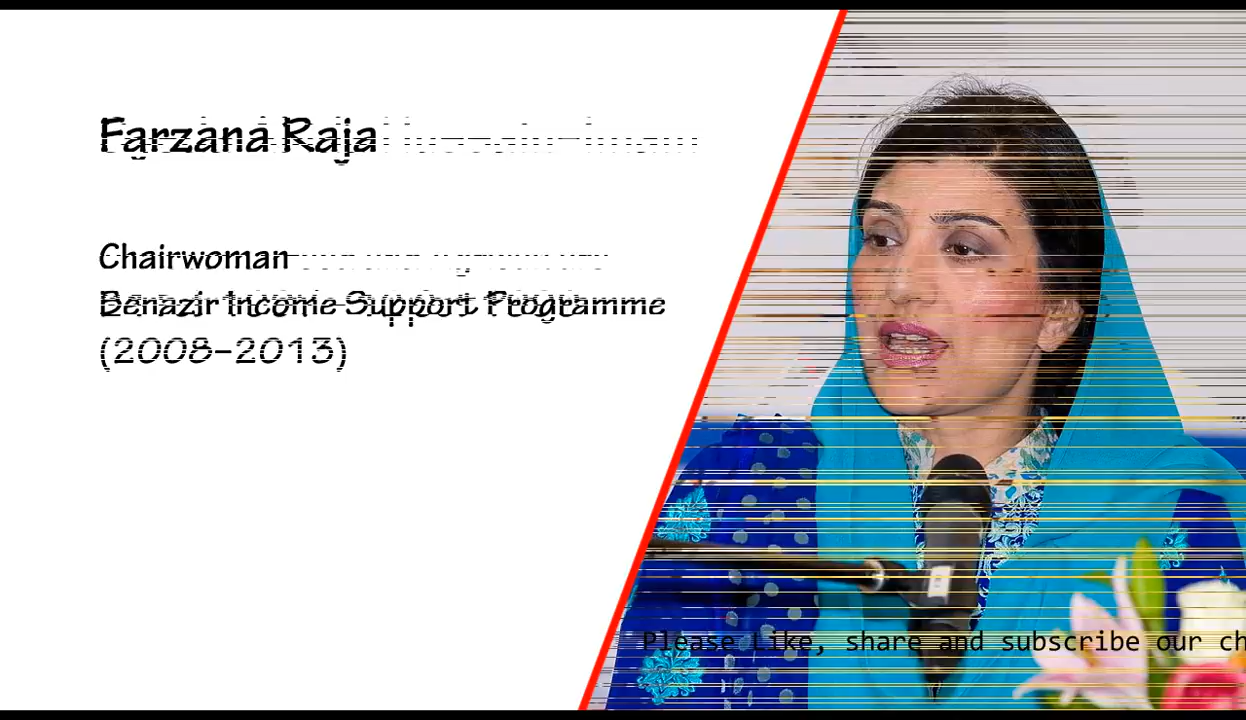 Farzana Raja
Chairwoman
Benazir Income Support Programme
(2008-2013)
Please Like, share and subscribe our ch